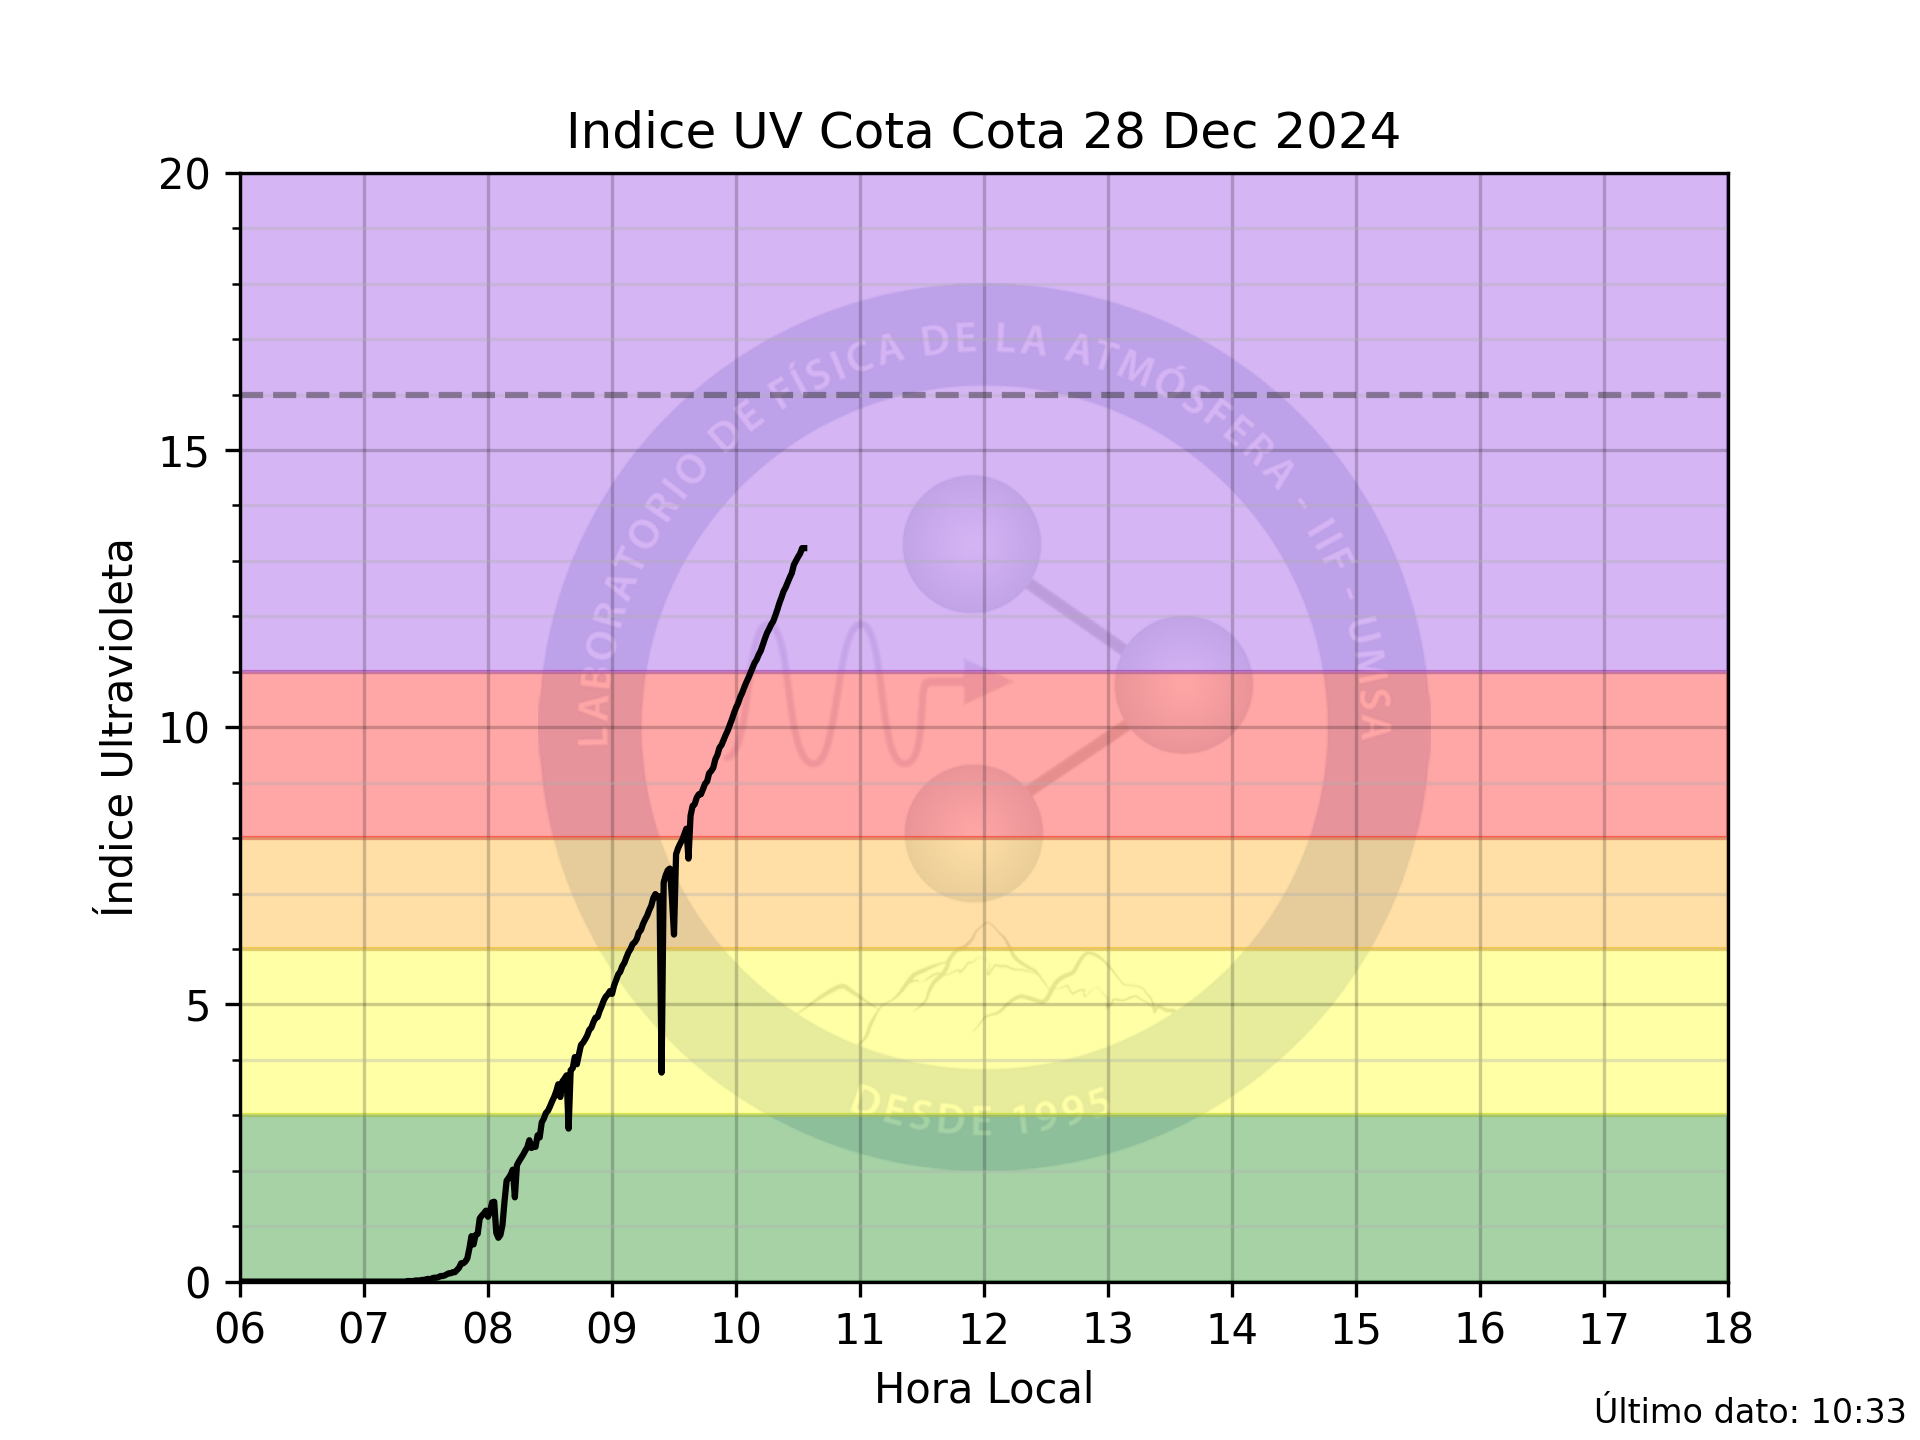 Indice UV Cota Cota 28 Dec 2024
20
15
10
5
0
Índice Ultravioleta
LABORATORIO DE FÍSICA DE LA ATMÓSFERA - IIF - UMSA
DESDE 1995
06 07 08 09 10 11 12 13 14 15 16 17 18
Hora Local
Último dato: 10:33